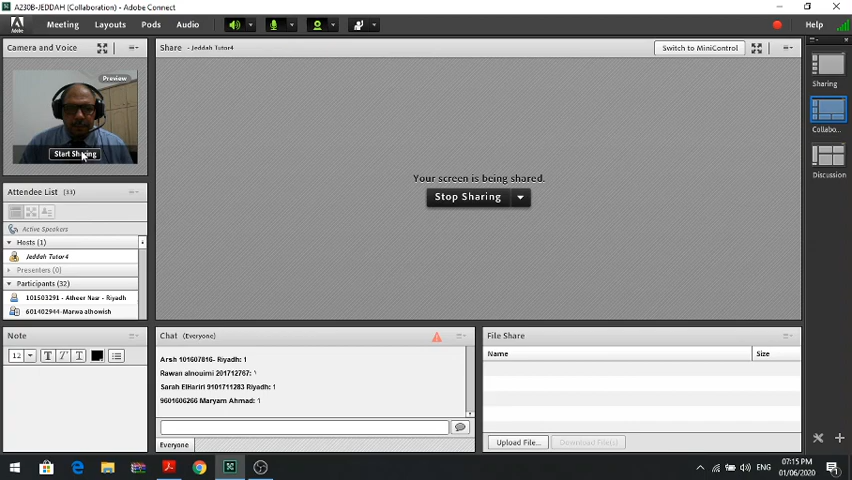 A230B-JEDDAH (Collaboration) - Adobe Connect
Meeting Layouts Pods Audio Help
Camera and Voice
Share - Jeddah Tutor4
Switch to MiniControl
Preview
Start Sharing
Sharing
Collabo...
Discussion
Your screen is being shared.
Stop Sharing
Attendee List (33)
Active Speakers
Hosts (1)
Jeddah Tutor4
Presenters (0)
Participants (32)
101503291 - Atheer Nasr - Riyadh
601402944-Marwa alhowish
Note
12 T T T
Chat (Everyone)
Arsh 101607816- Riyadh: 1
Rawan alnouimi 201712767: ١
Sarah ElHariri 9101711283 Riyadh: 1
9601606266 Maryam Ahmad: 1
Everyone
File Share
Name Size
Upload File... Download File(s)
Adobe
ENG
07:15 PM
01/06/2020
1